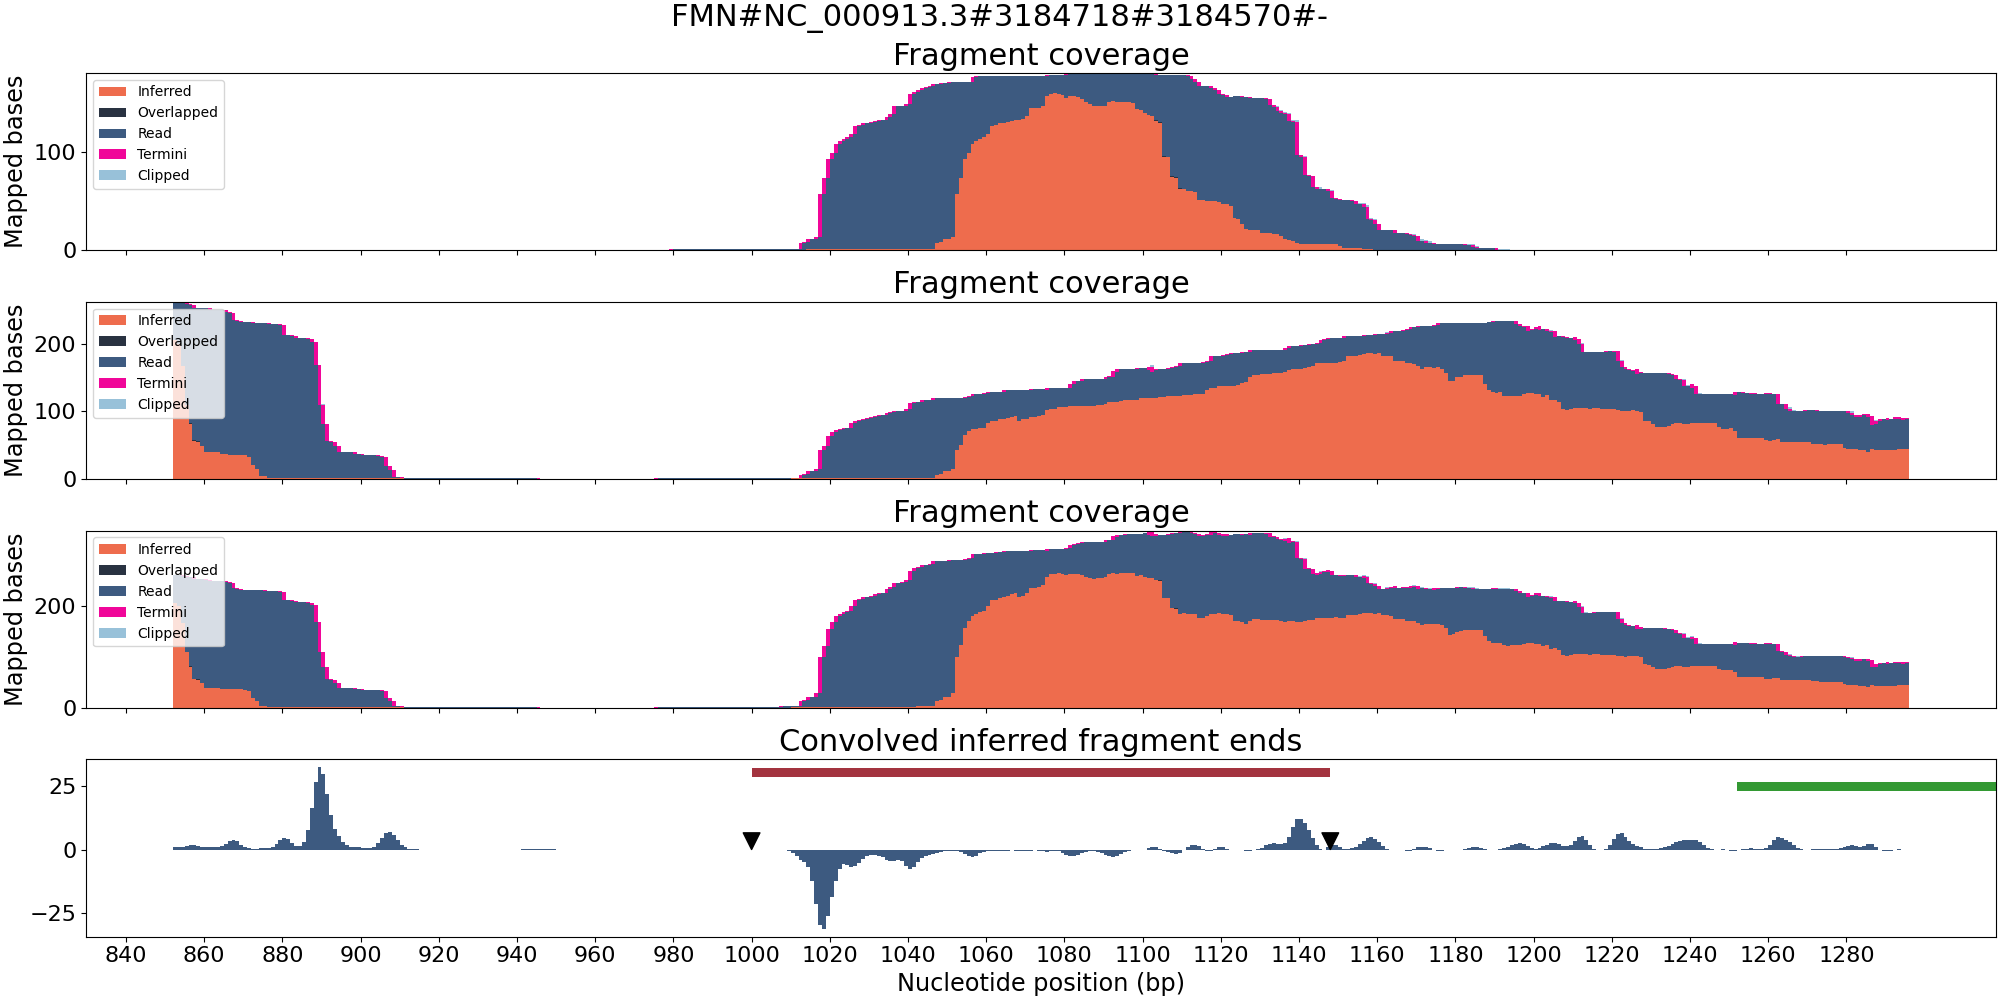 FMN#NC_000913.3#3184718#3184570#-
Fragment coverage
Mapped bases
100
0
Inferred
Overlapped
Read
Termini
Clipped
Fragment coverage
Mapped bases
200
100
0
Inferred
Overlapped
Read
Termini
Clipped
Fragment coverage
Mapped bases
200
0
Inferred
Overlapped
Read
Termini
Clipped
Convolved inferred fragment ends
25
0
−25
840 860 880 900 920 940 960 980 1000 1020 1040 1060 1080 1100 1120 1140 1160 1180 1200 1220 1240 1260 1280
Nucleotide position (bp)